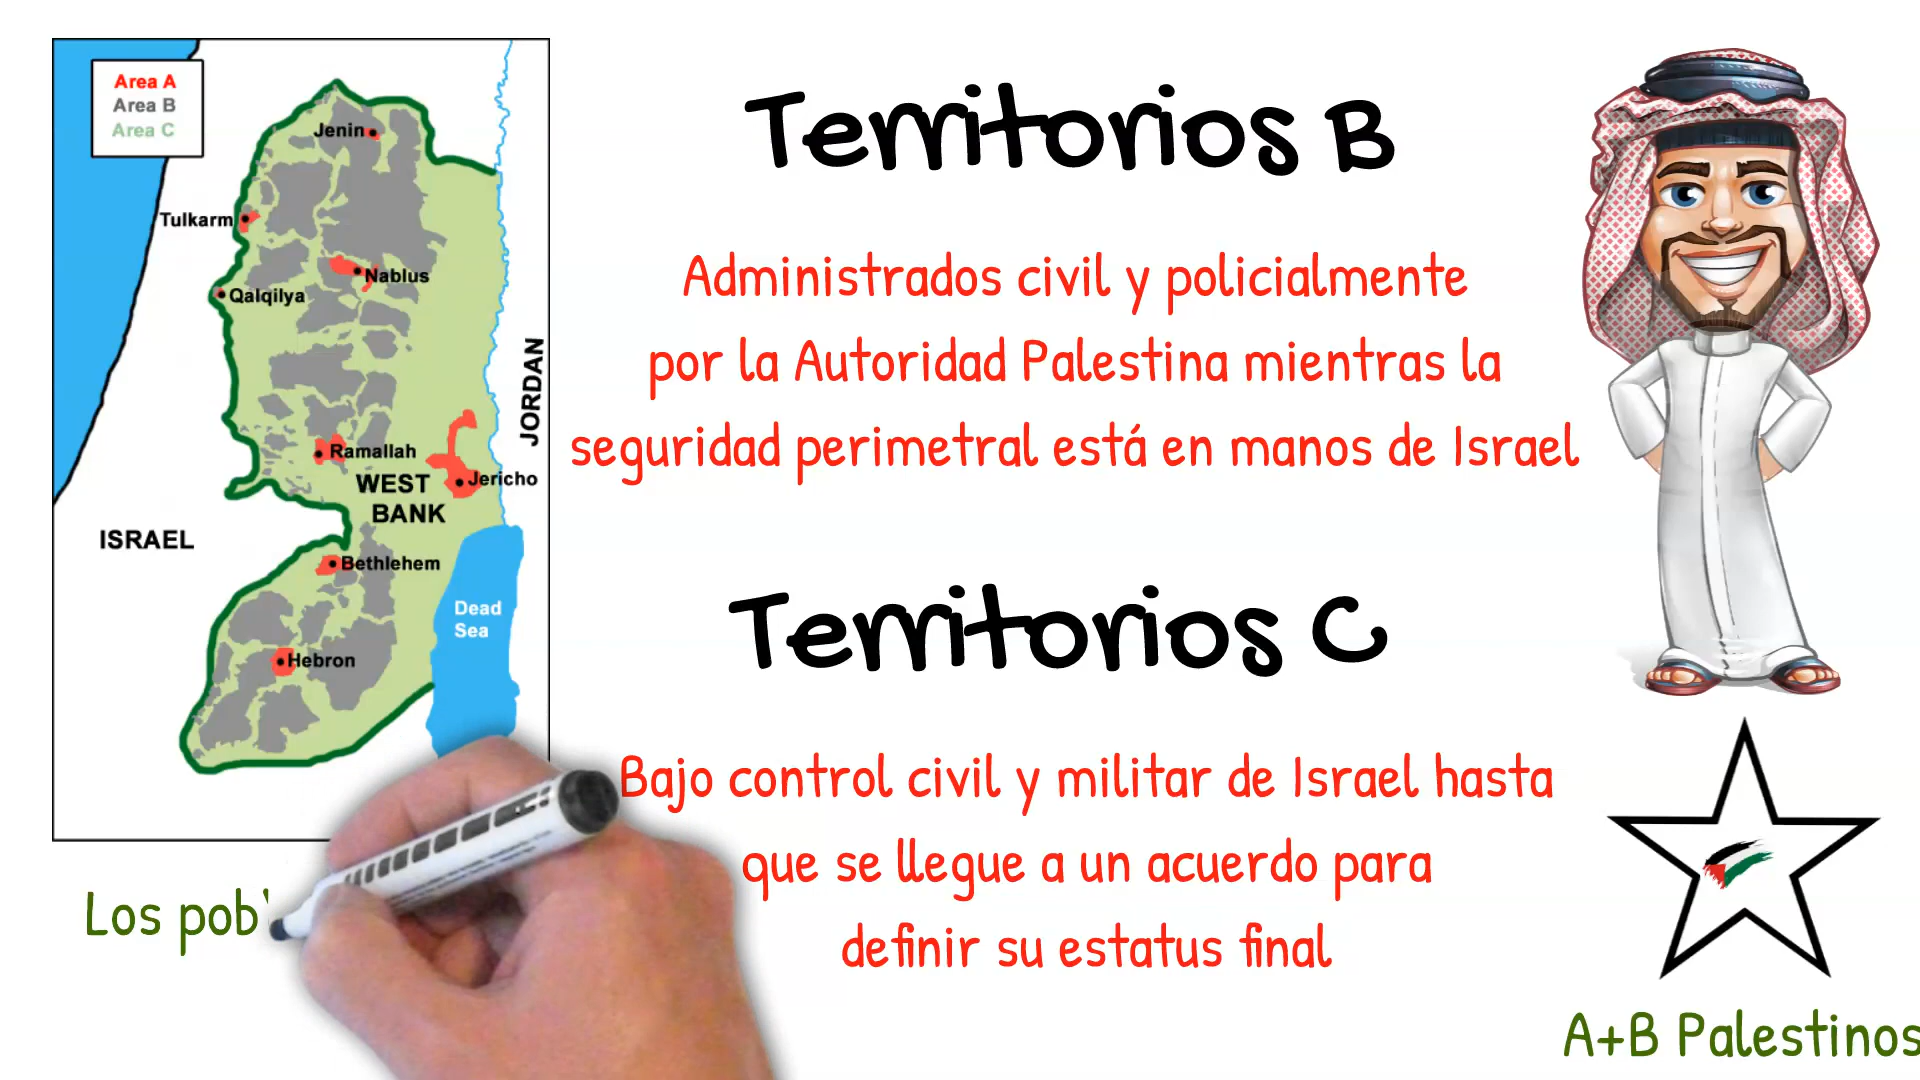 Area A
Area B
Area C
Jenin
Tulkarm
Nablus
Qalqilya
JORDAN
Ramallah
Jericho
WEST
BANK
ISRAEL
Bethlehem
Dead
Sea
Hebron
Los pob
Territorios B
Administrados civil y policialmente
por la Autoridad Palestina mientras la
seguridad perimetral está en manos de Israel
Territorios C
Bajo control civil y militar de Israel hasta
que se llegue a un acuerdo para
definir su estatus final
A+B Palestinos